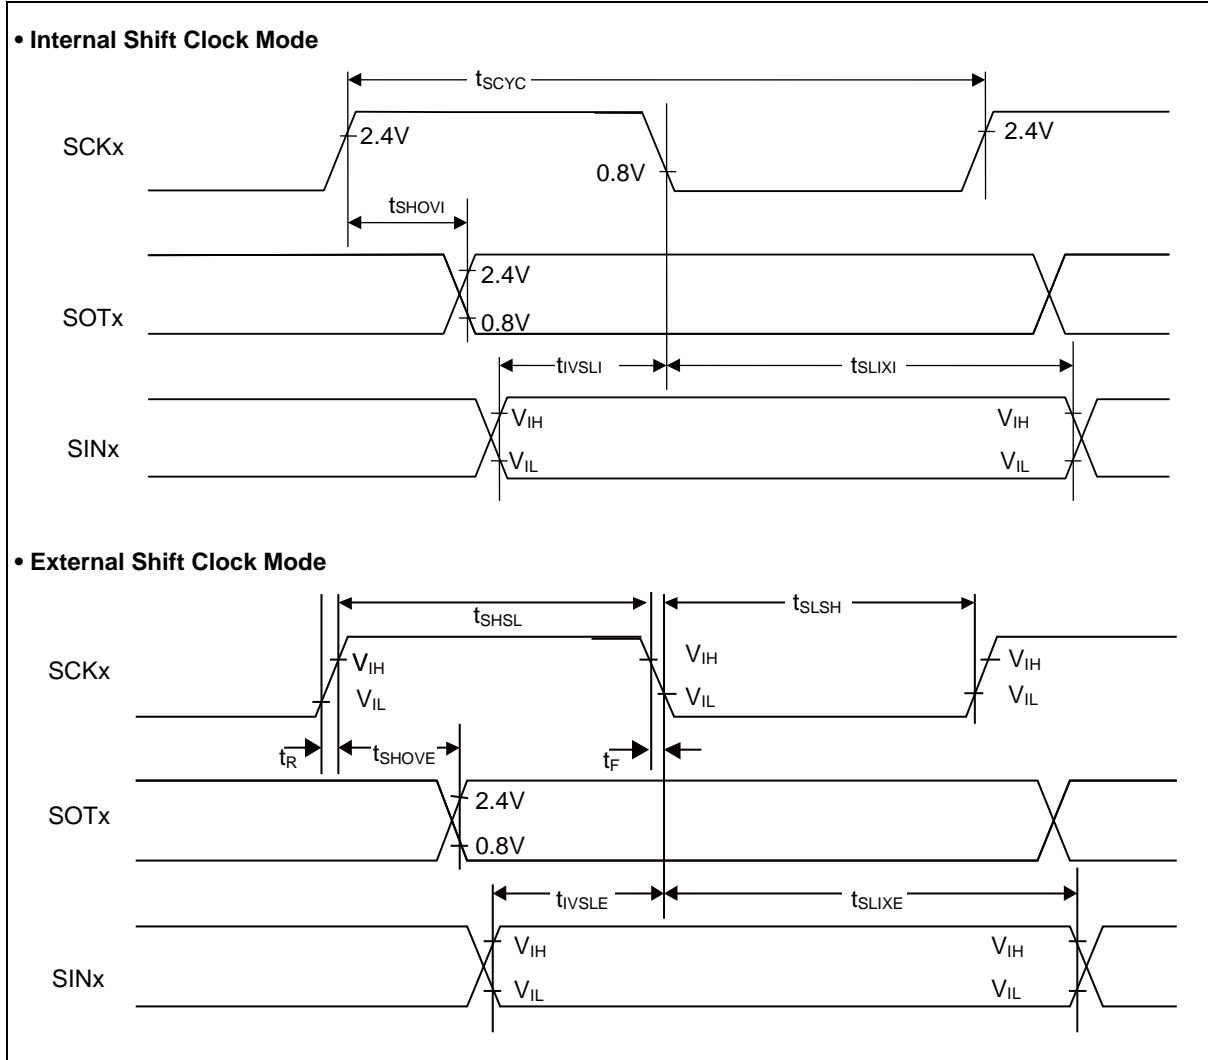 • Internal Shift Clock Mode
tSCYC
SCKx
2.4V
0.8V
2.4V
tSHOVI
SOTx
2.4V
0.8V
tIVSLI
tSLIXI
SINx
VIH
VIH
VIL
VIL
• External Shift Clock Mode
tSHSL
tSLSH
SCKx
VIH
VIH
VIH
VIL
VIL
VIL
tR
tSHOVE
tF
SOTx
2.4V
0.8V
tIVSLE
tSLIXE
SINx
VIH
VIH
VIL
VIL